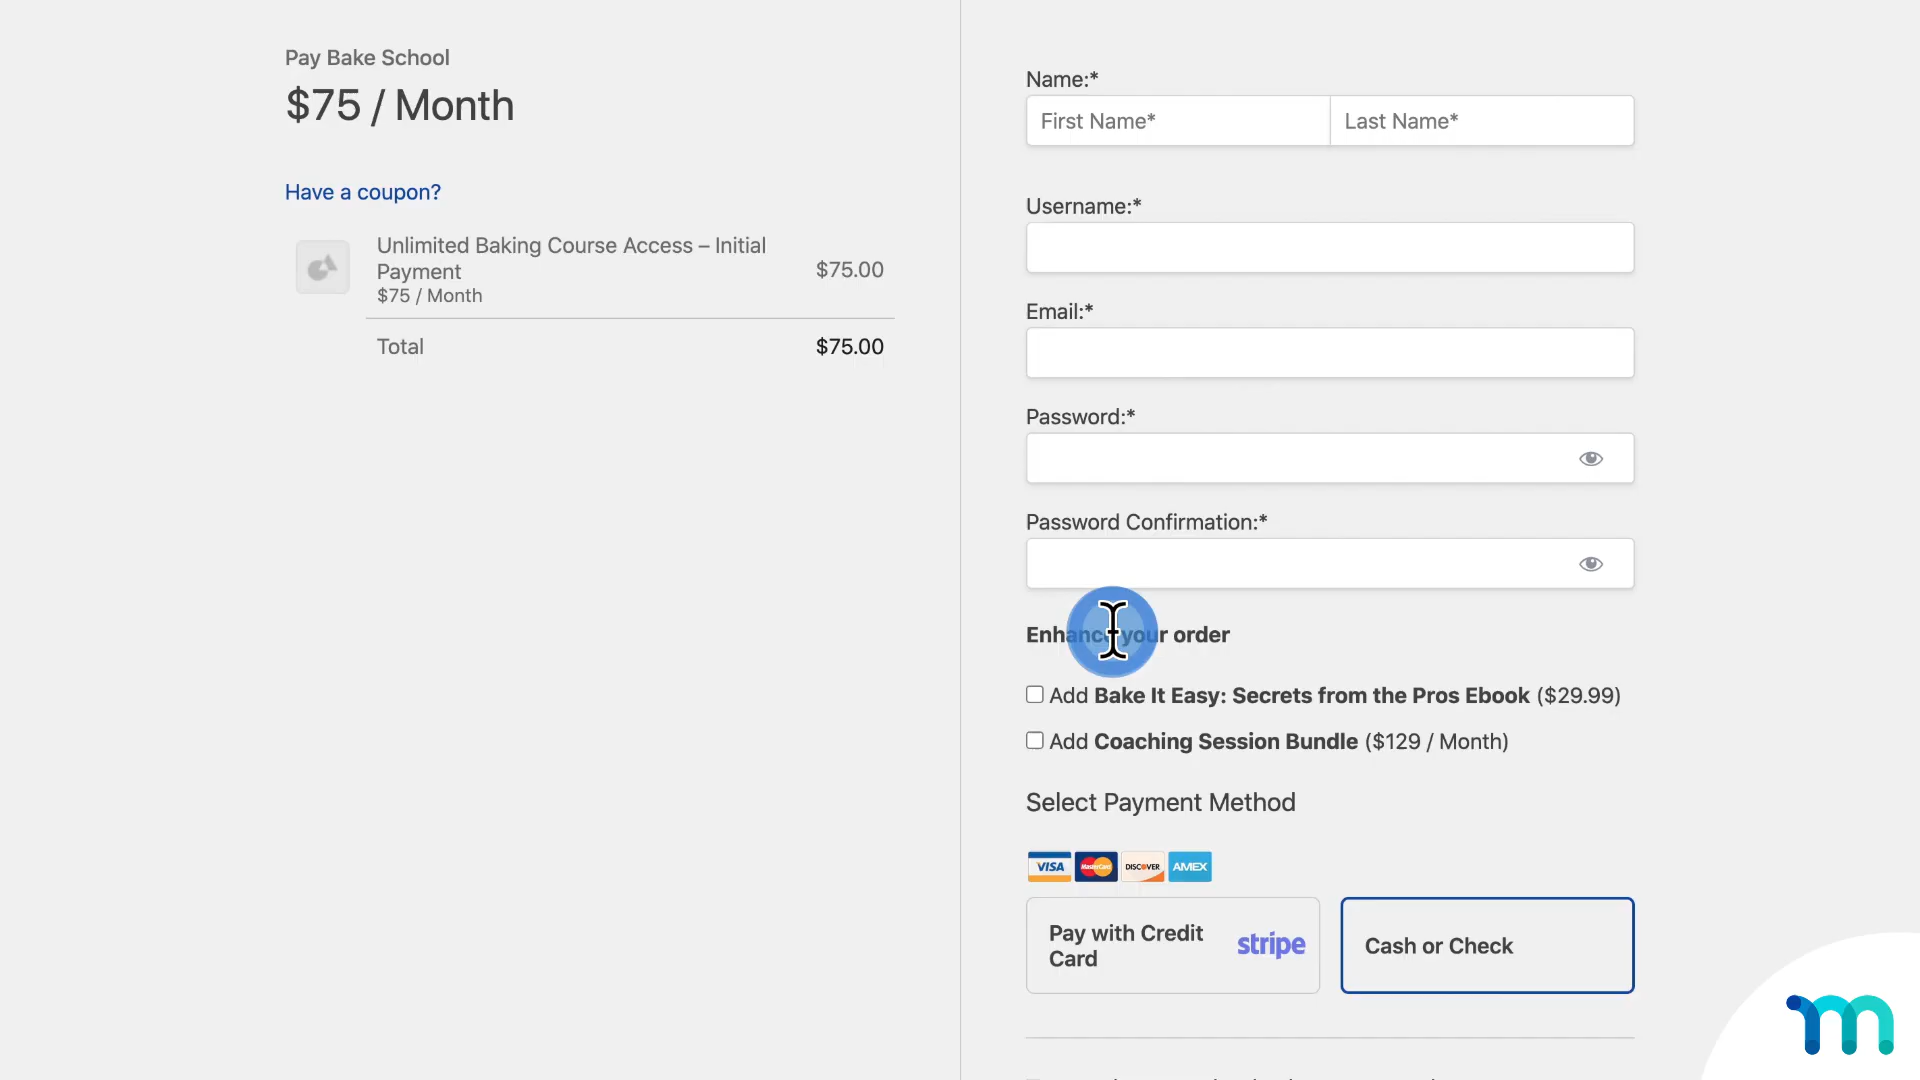 Pay Bake School
$75 / Month
Have a coupon?
Unlimited Baking Course Access – Initial
Payment
$75 / Month
$75.00
Total
$75.00
Name:*
First Name*
Last Name*
Username:*
Email:*
Password:*
Password Confirmation:*
Enhance your order
Add Bake It Easy: Secrets from the Pros Ebook ($29.99)
Add Coaching Session Bundle ($129 / Month)
Select Payment Method
VISA
MasterCard
DISCOVER
AMEX
Pay with Credit
Card
stripe
Cash or Check
m